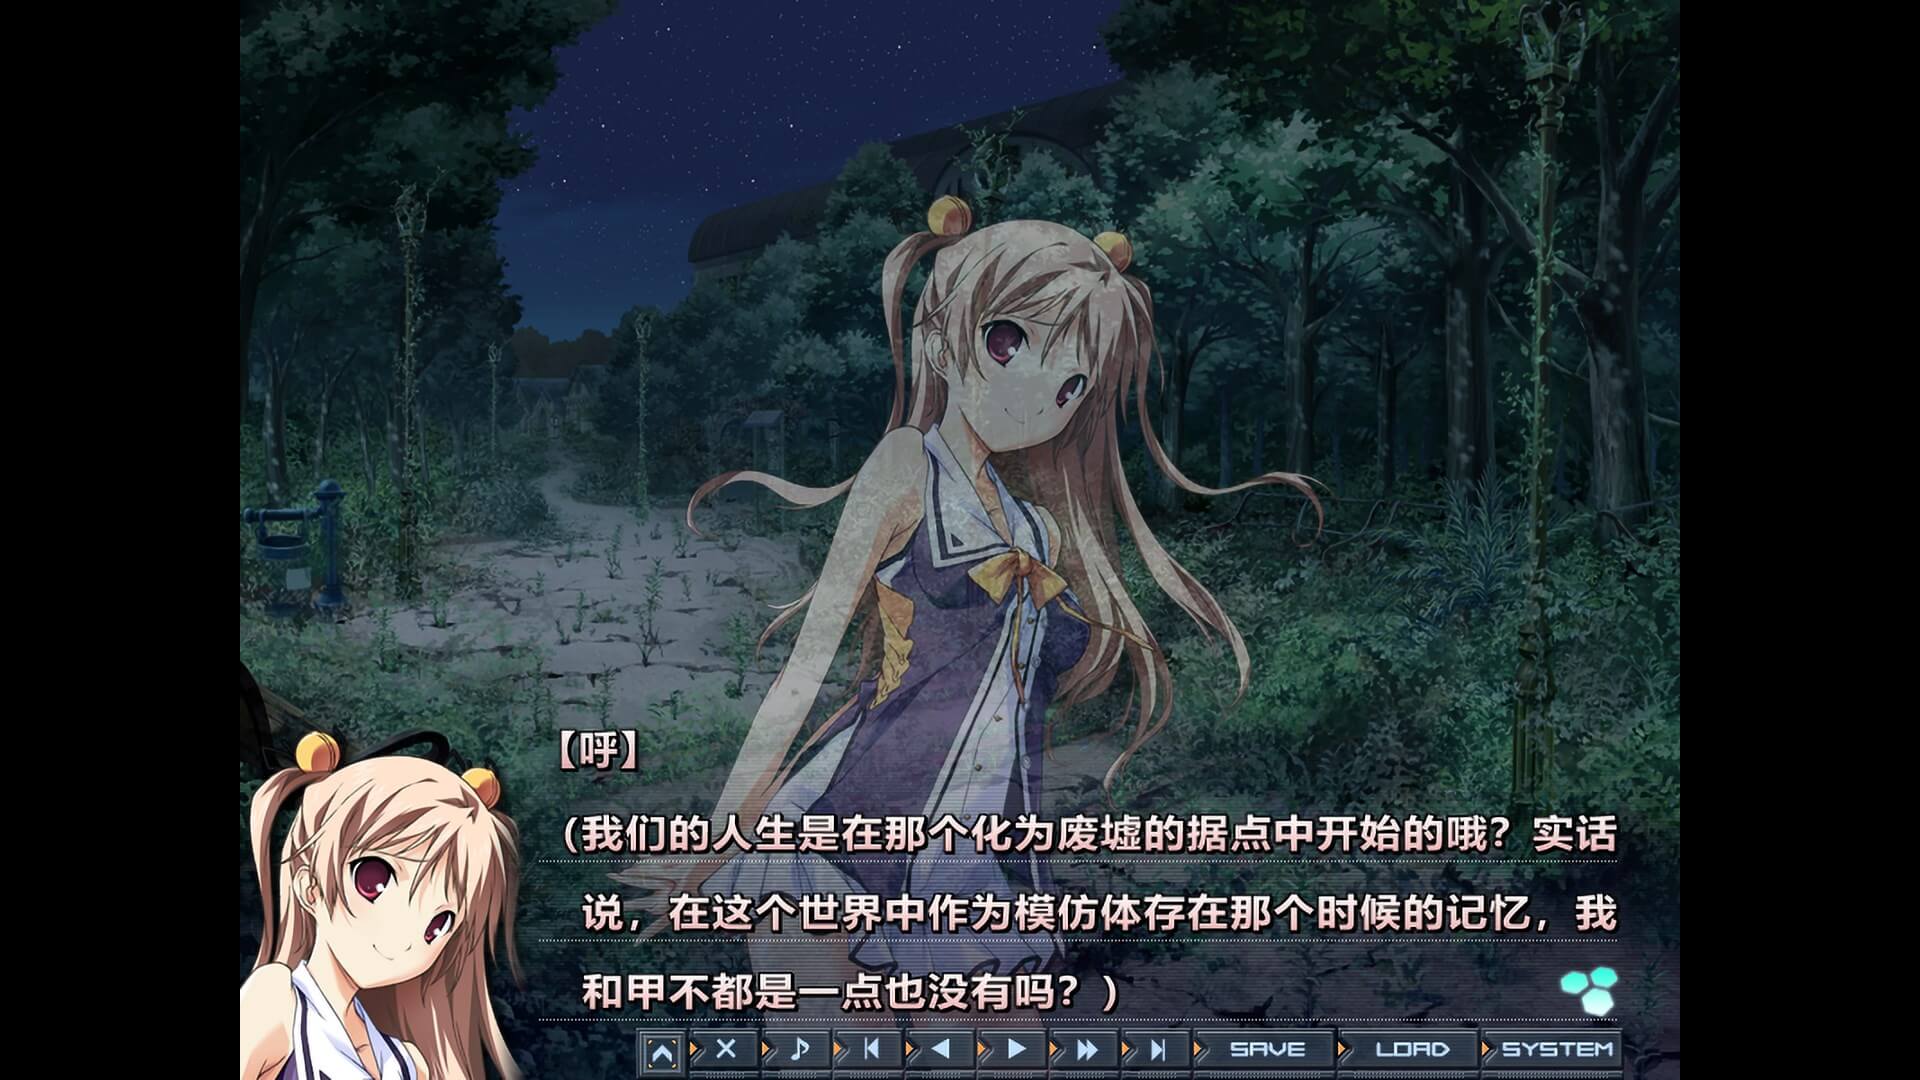 【呼】
（我们的人生是在那个化为废墟的据点中开始的哦？实话
说，在这个世界中作为模仿体存在那个时候的记忆，我
和甲不都是一点也没有吗？）
SAVE LOAD SYSTEM